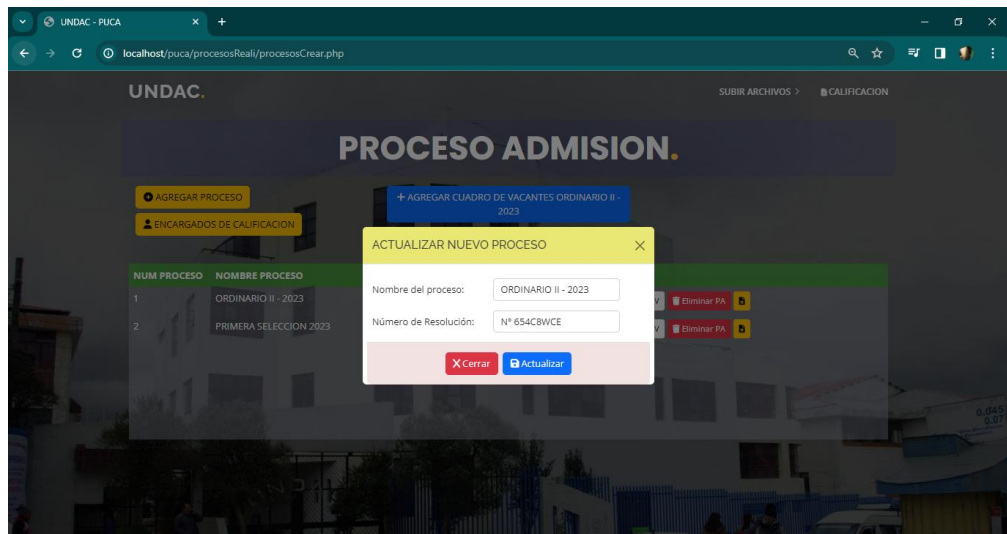 UNDAC - PUCA
localhost/puca/procesosReali/procesosCrear.php
UNDAC.
SUBIR ARCHIVOS >
CALIFICACION
PROCESO ADMISION.
AGREGAR PROCESO
+ AGREGAR CUADRO DE VACANTES ORDINARIO II -
2023
ENCARGADOS DE CALIFICACION
ACTUALIZAR NUEVO PROCESO
NUM PROCESO NOMBRE PROCESO
Nombre del proceso: ORDINARIO II - 2023
1 ORDINARIO II - 2023
Eliminar PA
Número de Resolución: N° 654C8WCE
2 PRIMERA SELECCION 2023
Eliminar PA
Cerrar
Actualizar